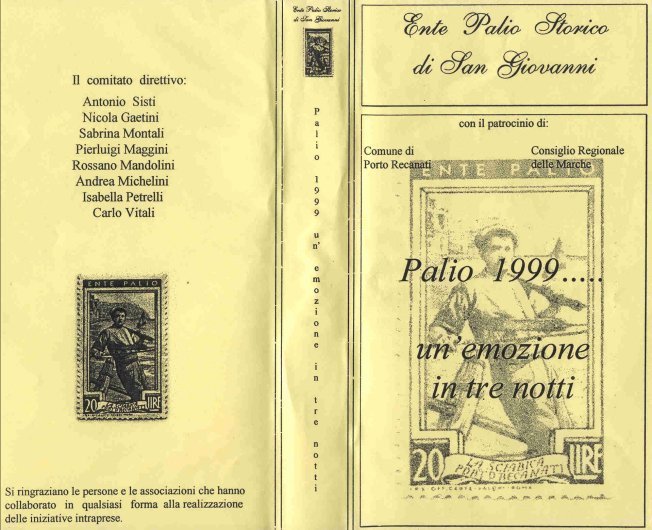 Il comitato direttivo:
Antonio Sisti
Nicola Gaetini
Sabrina Montali
Pierluigi Maggini
Rossano Mandolini
Andrea Michelini
Isabella Petrelli
Carlo Vitali
ENTE PALIO
20 LIRE
Si ringraziano le persone e le associazioni che hanno
collaborato in qualsiasi forma alla realizzazione
delle iniziative intraprese.
Ente Palio Storico
di San Giovanni
Palio 1999 un' emozione in tre notti
Ente Palio Storico
di San Giovanni
con il patrocinio di:
Comune di
Porto Recanati
Consiglio Regionale
delle Marche
ENTE PALIO
Palio 1999.....
un'emozione
in tre notti
LA SCIABICA
PORTO RECANATI
20 LIRE